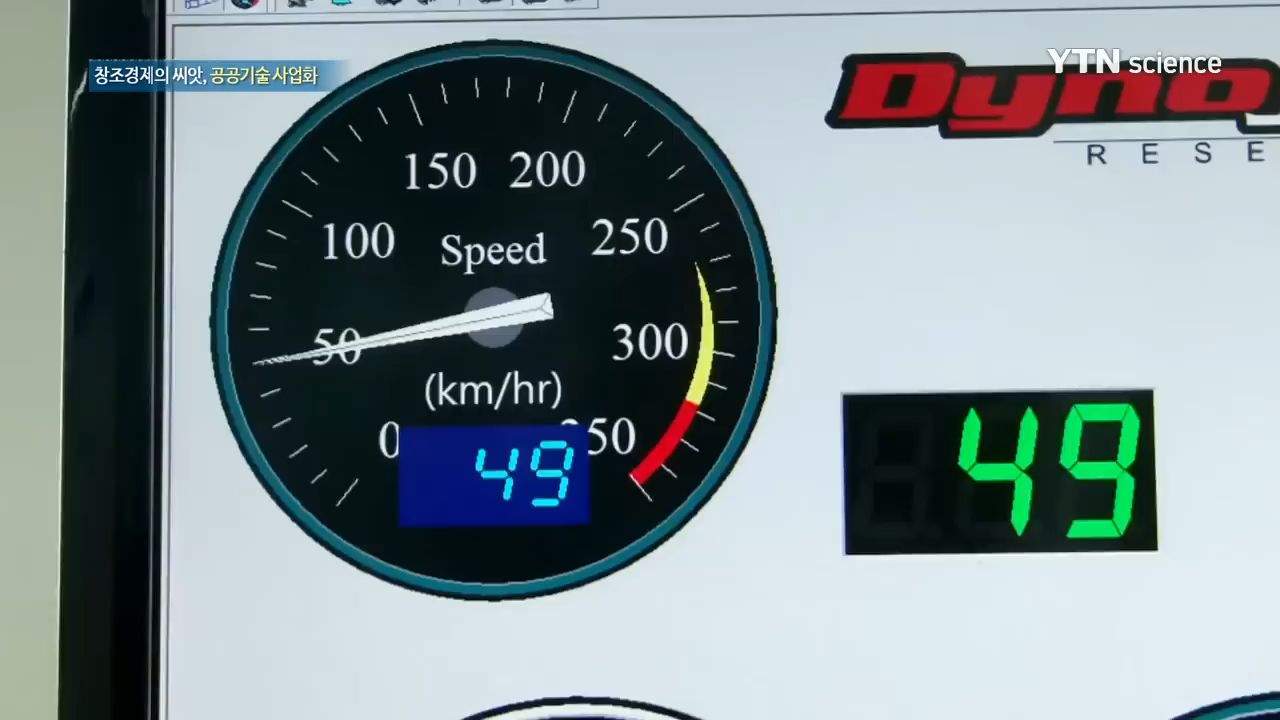 창조경제의 씨앗, 공공기술 사업화
YTN science
Dyno
R E S E
150 200
100 Speed 250
50 300
(km/hr)
0 350
49
49